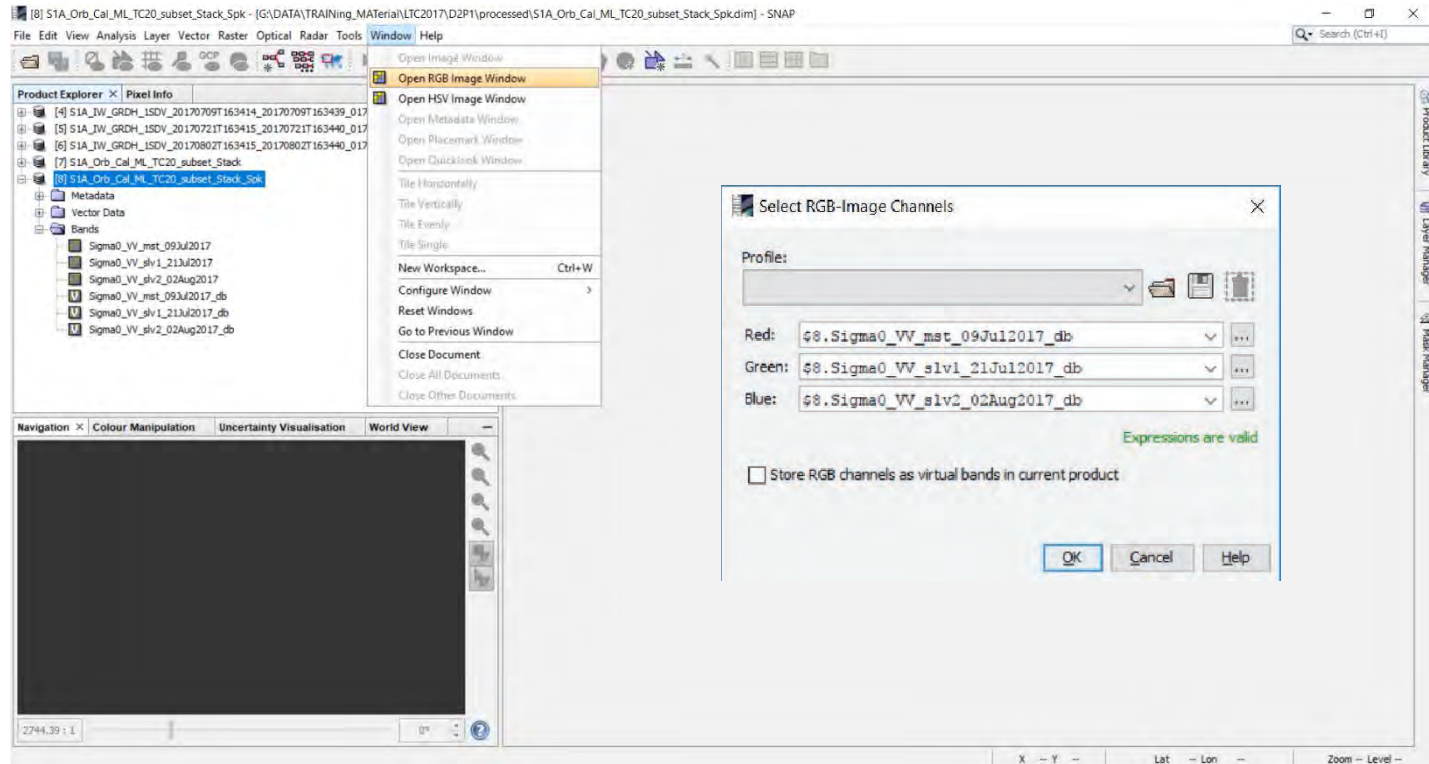 [8] S1A_Orb_Cal_ML_TC20_subset_Stack_Spk - [G:\DATA\TRAINing_MATerial\LTC2017\D2P1\processed\S1A_Orb_Cal_ML_TC20_subset_Stack_Spk.dim] - SNAP
File Edit View Analysis Layer Vector Raster Optical Radar Tools Window Help
Search (Ctrl+I)
GCP
Open Image Window
Open RGB Image Window
Open HSV Image Window
Open Metadata Window
Open Placemark Window
Open Quicklook Window
Tile Horizontally
Tile Vertically
Tile Evenly
Tile Single
New Workspace... Ctrl+W
Configure Window
Reset Windows
Go to Previous Window
Close Document
Close All Documents
Close Other Documents
Product Explorer Pixel Info
[4] S1A_IW_GRDH_1SDV_20170709T163414_20170709T163439_017
[5] S1A_IW_GRDH_1SDV_20170721T163415_20170721T163440_017
[6] S1A_IW_GRDH_1SDV_20170802T163415_20170802T163440_017
[7] S1A_Orb_Cal_ML_TC20_subset_Stack
[8] S1A_Orb_Cal_ML_TC20_subset_Stack_Spk
Metadata
Vector Data
Bands
Sigma0_VV_mst_09Jul2017
Sigma0_VV_slv1_21Jul2017
Sigma0_VV_slv2_02Aug2017
Sigma0_VV_mst_09Jul2017_db
Sigma0_VV_slv1_21Jul2017_db
Sigma0_VV_slv2_02Aug2017_db
Select RGB-Image Channels
Profile:
Red: $8.Sigma0_VV_mst_09Jul2017_db ...
Green: $8.Sigma0_VV_slv1_21Jul2017_db ...
Blue: $8.Sigma0_VV_slv2_02Aug2017_db ...
Expressions are valid
Store RGB channels as virtual bands in current product
OK Cancel Help
Product Library
Layer Manager
Mask Manager
Navigation Colour Manipulation Uncertainty Visualisation World View
2744.39 : 1 0°
X -- Y -- Lat -- Lon -- Zoom -- Level --